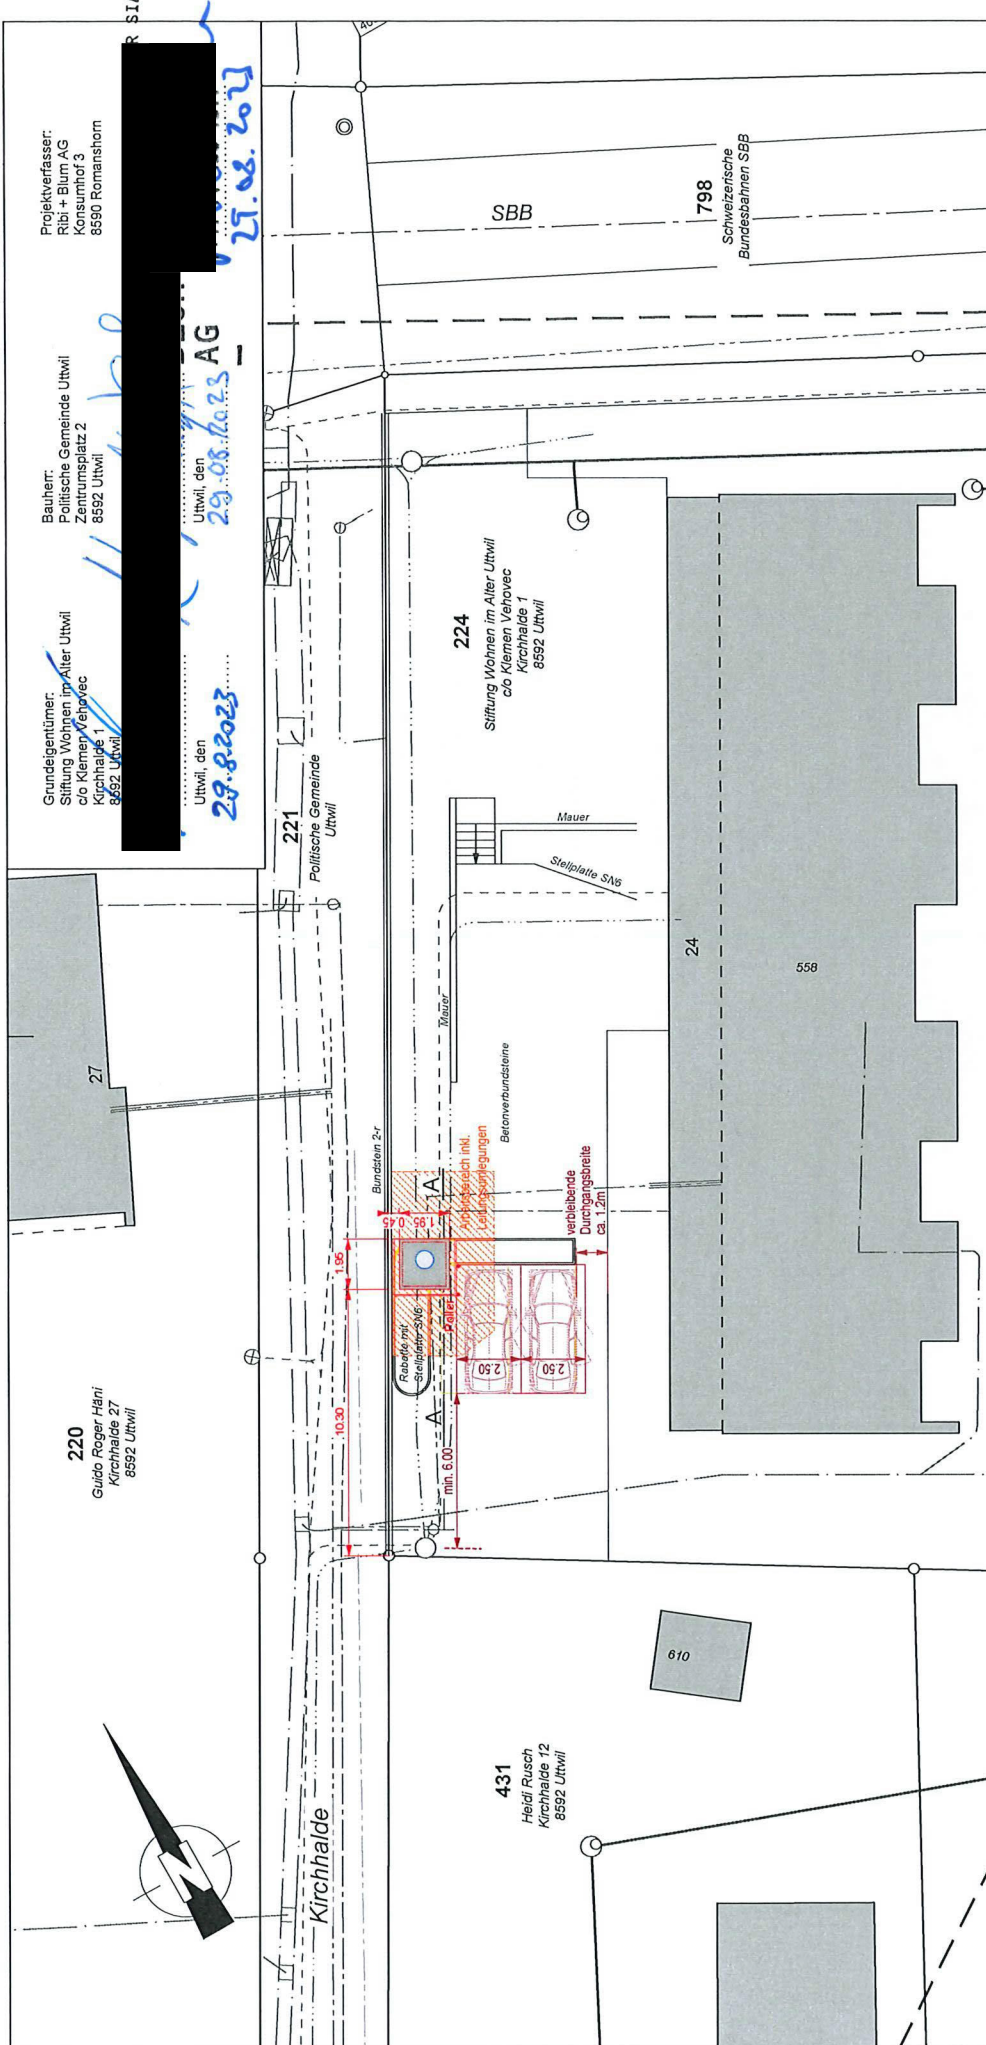 Grundeigentümer:
Stiftung Wohnen im Alter Uttwil
c/o Klemen Vehovec
Kirchhalde 1
8592 Uttwil
Uttwil, den
29.8.2023
Bauherr:
Politische Gemeinde Uttwil
Zentrumsplatz 2
8592 Uttwil
Uttwil, den
29.08.2023
AG
Projektverfasser:
Ribi + Blum AG
Konsumhof 3
8590 Romanshorn
R SIA
29.08.2023
27
220
Guido Roger Häni
Kirchhalde 27
8592 Uttwil
Kirchhalde
221
Politische Gemeinde
Uttwil
SBB
798
Schweizerische
Bundesbahnen SBB
224
Stiftung Wohnen im Alter Uttwil
c/o Klemen Vehovec
Kirchhalde 1
8592 Uttwil
Mauer
Stellplatte SN6
Mauer
Bundstein 2-r
Betonverbundsteine
Arbeitsbereich inkl.
Leitungsumlegungen
verbleibende
Durchgangsbreite
ca. 1.2m
A
A
1.95
0.45
1.95
10.30
Rabatte mit
Stellplatte SN6
Poller
2.50
2.50
min. 6.00
24
558
431
Heidi Rusch
Kirchhalde 12
8592 Uttwil
610